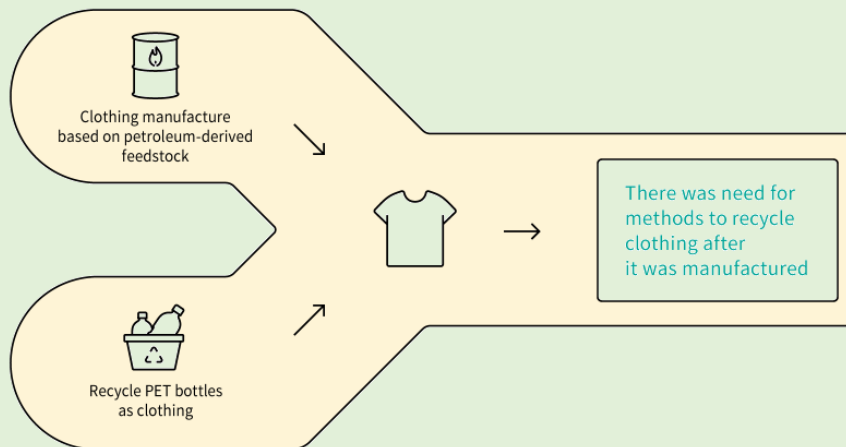 Clothing manufacture
based on petroleum-derived
feedstock
There was need for
methods to recycle
clothing after
it was manufactured
Recycle PET bottles
as clothing